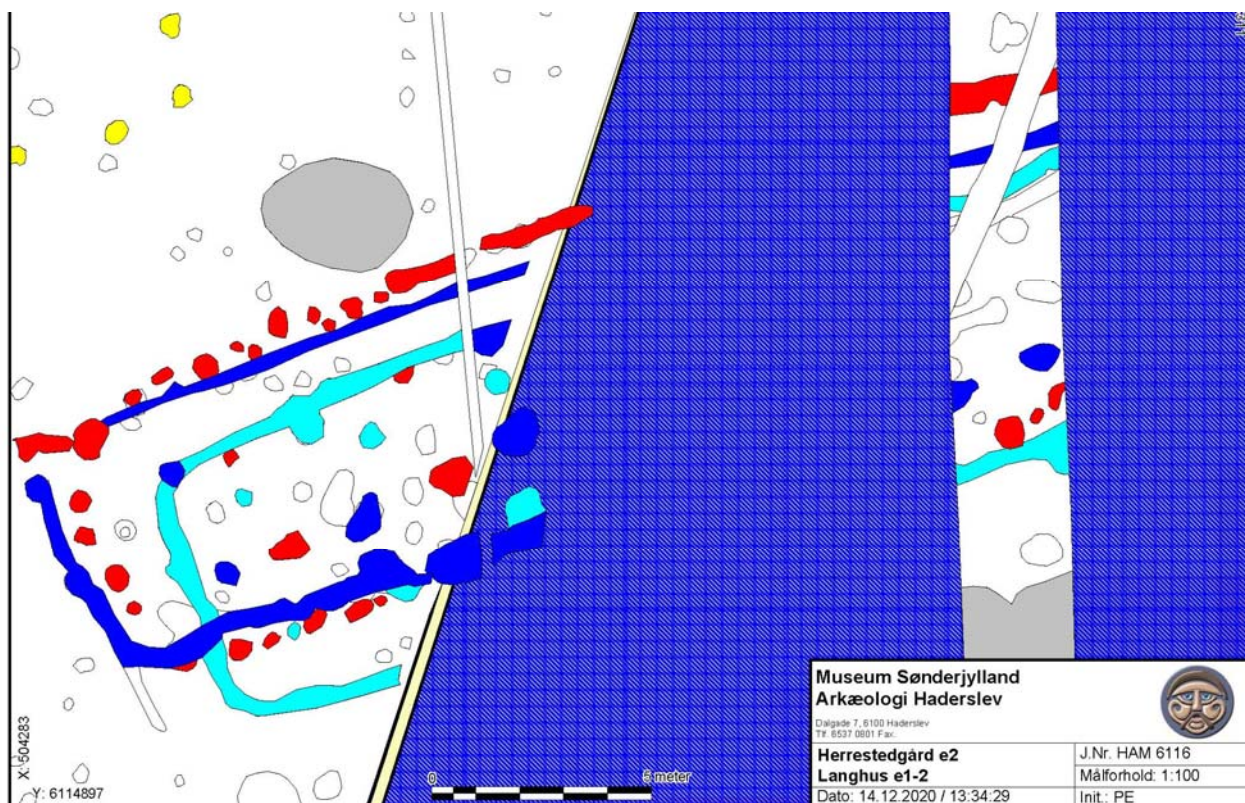 X: 504283
Y: 6114897
0
5 meter
Museum Sønderjylland
Arkæologi Haderslev
Dalgade 7, 6100 Haderslev
Tlf. 6537 0801 Fax.
Herrestedgård e2
Langhus e1-2
J.Nr. HAM 6116
Målforhold: 1:100
Dato: 14.12.2020 / 13:34:29
Init.: PE